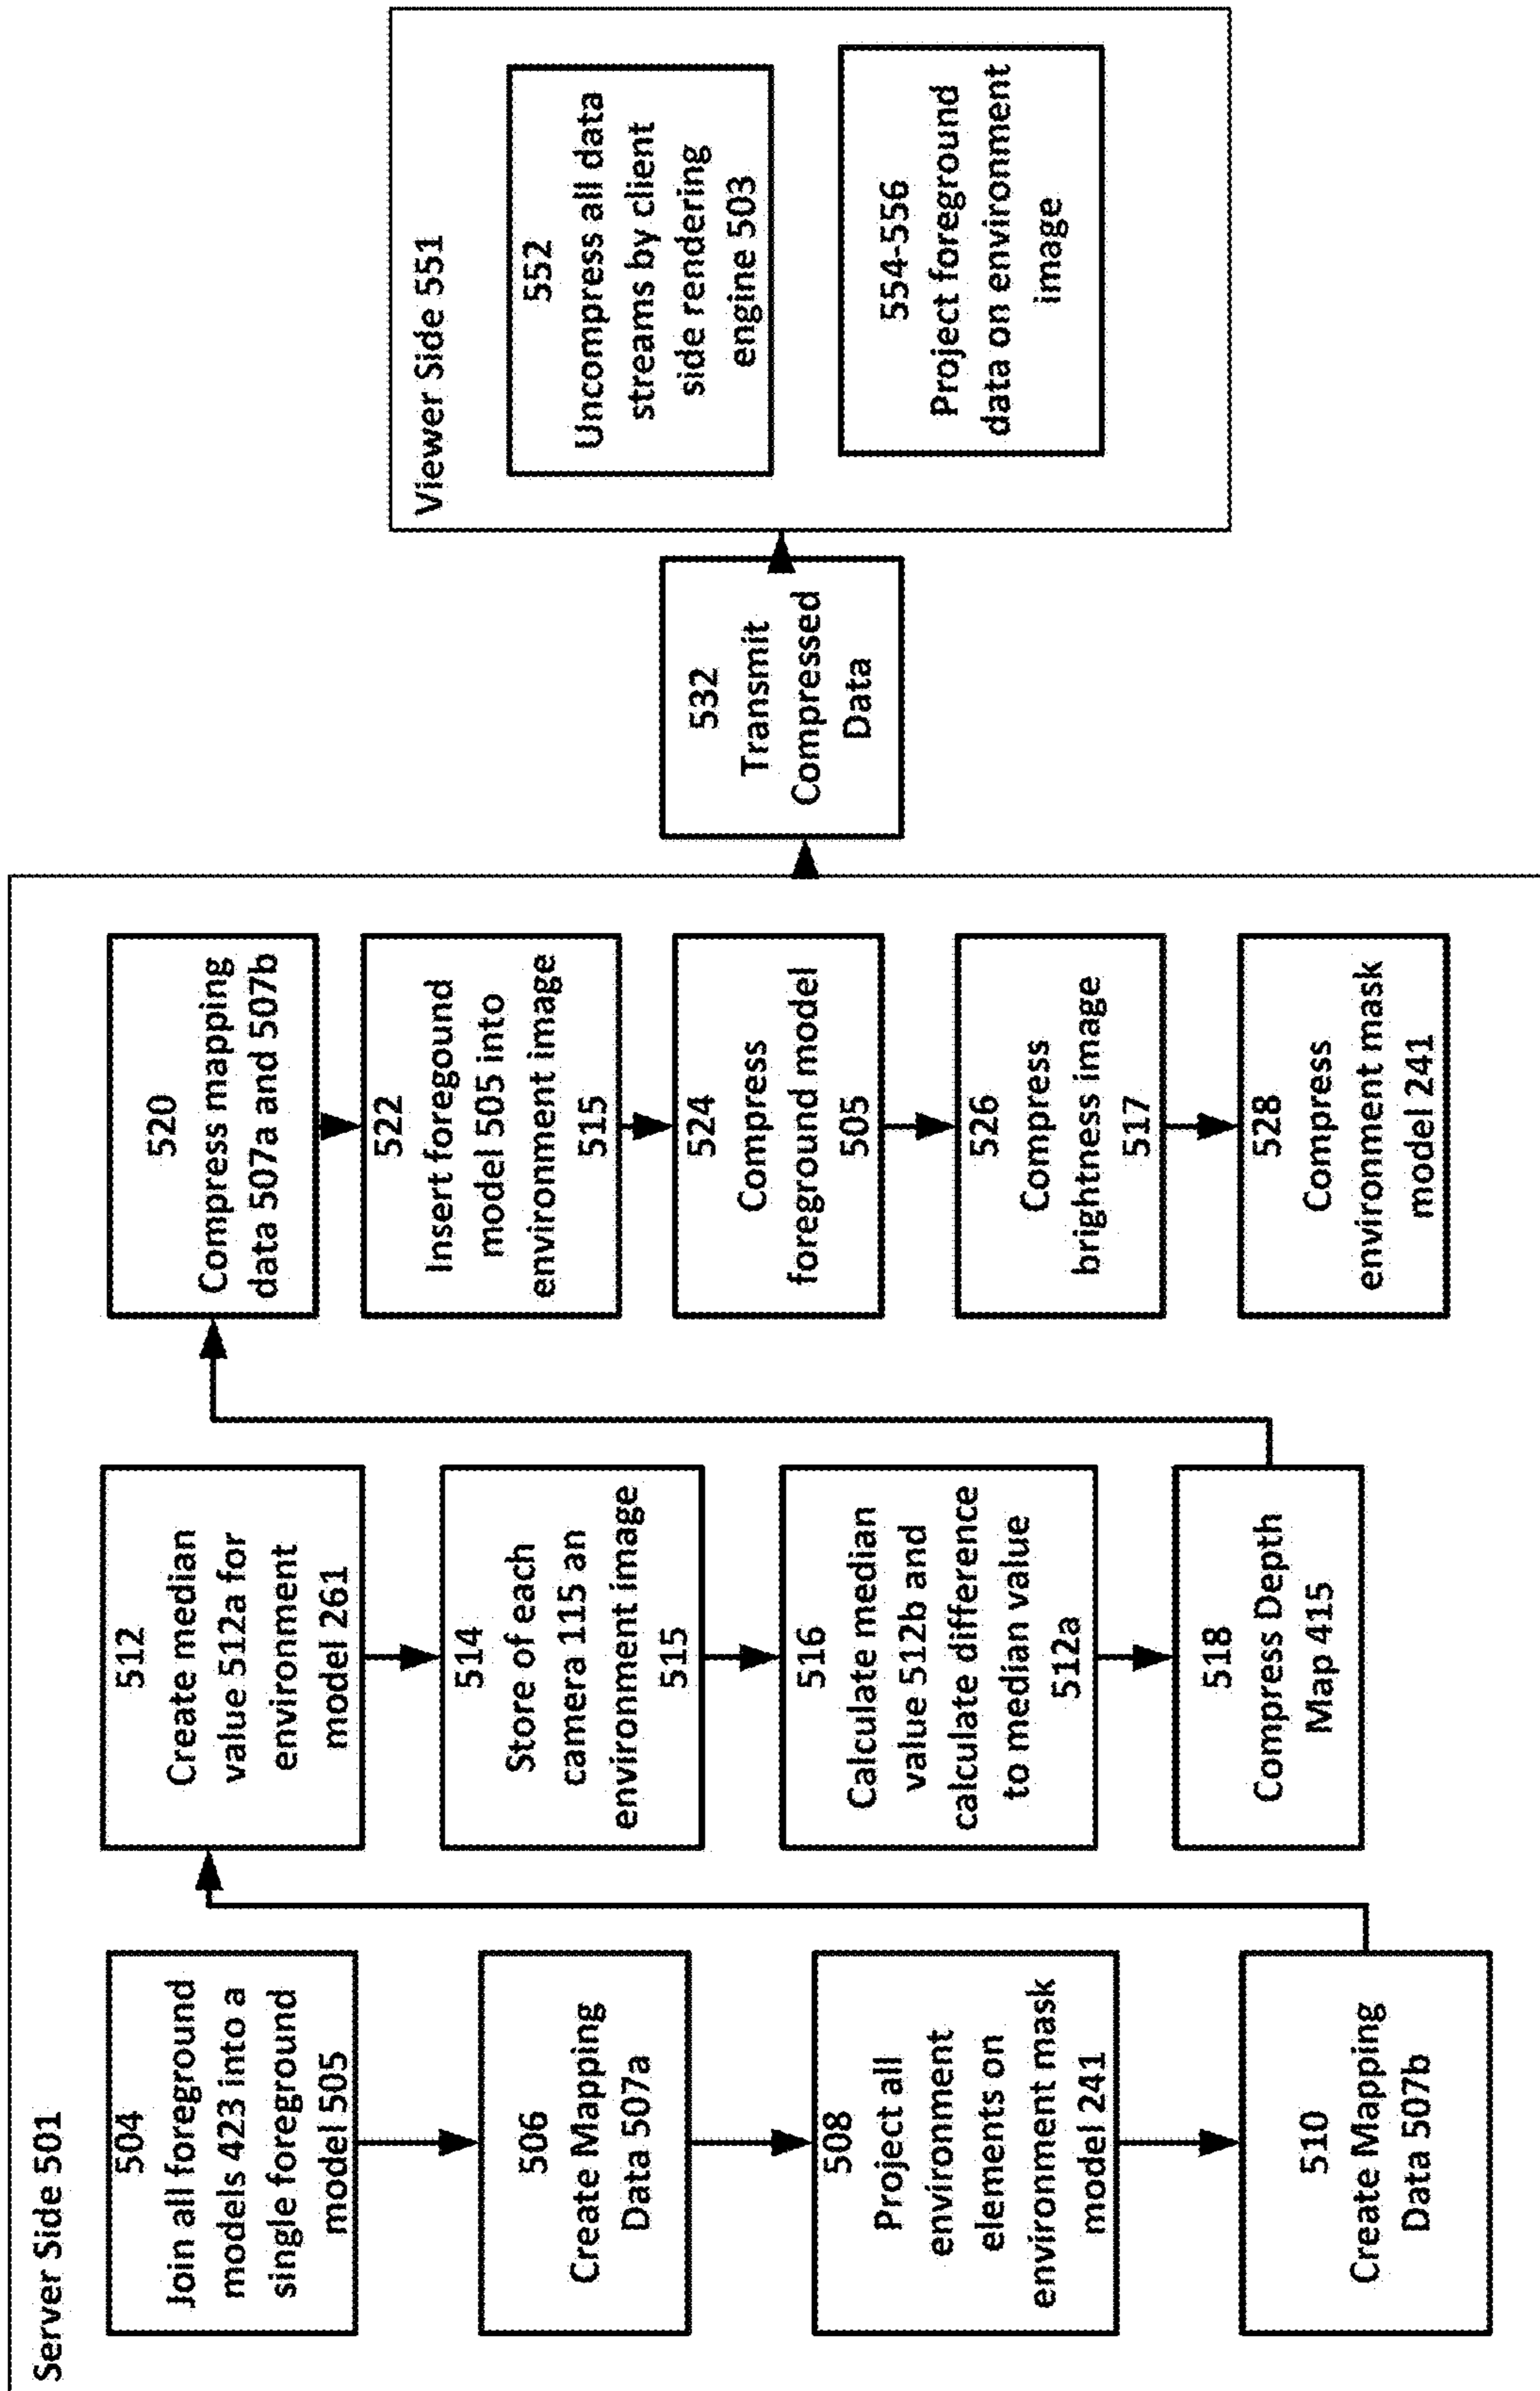 Server Side 501
504
Join all foreground
models 423 into a
single foreground
model 505
506
Create Mapping
Data 507a
508
Project all
environment
elements on
environment mask
model 241
510
Create Mapping
Data 507b
512
Create median
value 512a for
environment
model 261
514
Store of each
camera 115 an
environment image
515
516
Calculate median
value 512b and
calculate difference
to median value
512a
518
Compress Depth
Map 415
520
Compress mapping
data 507a and 507b
522
Insert foregound
model 505 into
environment image
515
524
Compress
foreground model
505
526
Compress
brightness image
517
528
Compress
environment mask
model 241
532
Transmit
Compressed
Data
Viewer Side 551
552
Uncompress all data
streams by client
side rendering
engine 503
554-556
Project foreground
data on environment
image